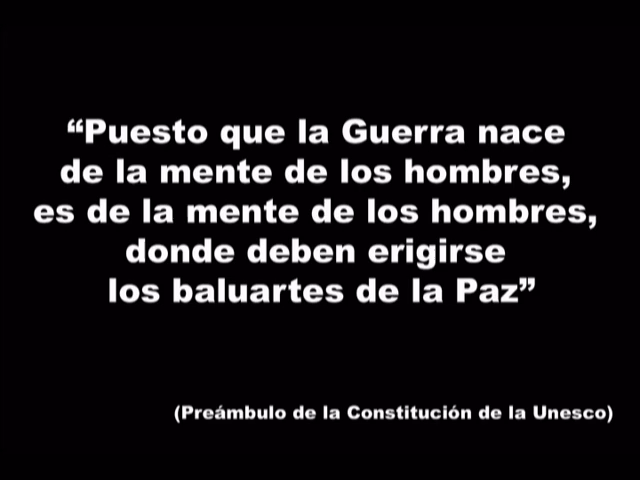 “Puesto que la Guerra nace
de la mente de los hombres,
es de la mente de los hombres,
donde deben erigirse
los baluartes de la Paz”
(Preámbulo de la Constitución de la Unesco)